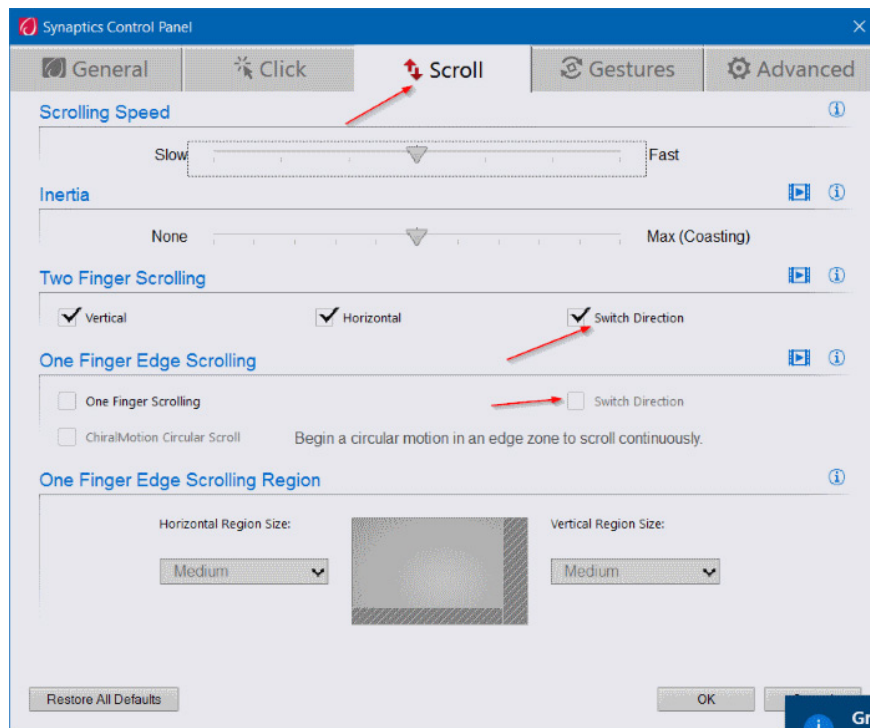 Synaptics Control Panel
General Click Scroll Gestures Advanced
Scrolling Speed
Slow Fast
Inertia
None Max (Coasting)
Two Finger Scrolling
Vertical Horizontal Switch Direction
One Finger Edge Scrolling
One Finger Scrolling Switch Direction
ChiralMotion Circular Scroll Begin a circular motion in an edge zone to scroll continuously.
One Finger Edge Scrolling Region
Horizontal Region Size: Vertical Region Size:
Medium Medium
Restore All Defaults OK
Gr